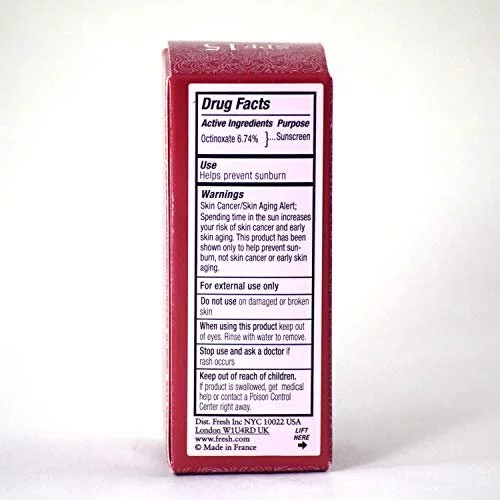 SPF 15
Drug Facts
Active Ingredients Purpose
Octinoxate 6.74% }....Sunscreen
Use
Helps prevent sunburn
Warnings
Skin Cancer/Skin Aging Alert;
Spending time in the sun increases
your risk of skin cancer and early
skin aging. This product has been
shown only to help prevent sun-
burn, not skin cancer or early skin
aging.
For external use only
Do not use on damaged or broken
skin
When using this product keep out
of eyes. Rinse with water to remove.
Stop use and ask a doctor if
rash occurs
Keep out of reach of children.
If product is swallowed, get medical
help or contact a Poison Control
Center right away.
Dist. Fresh Inc NYC 10022 USA
London W1U4RD UK
www.fresh.com
© Made in France
LIFT
HERE
→